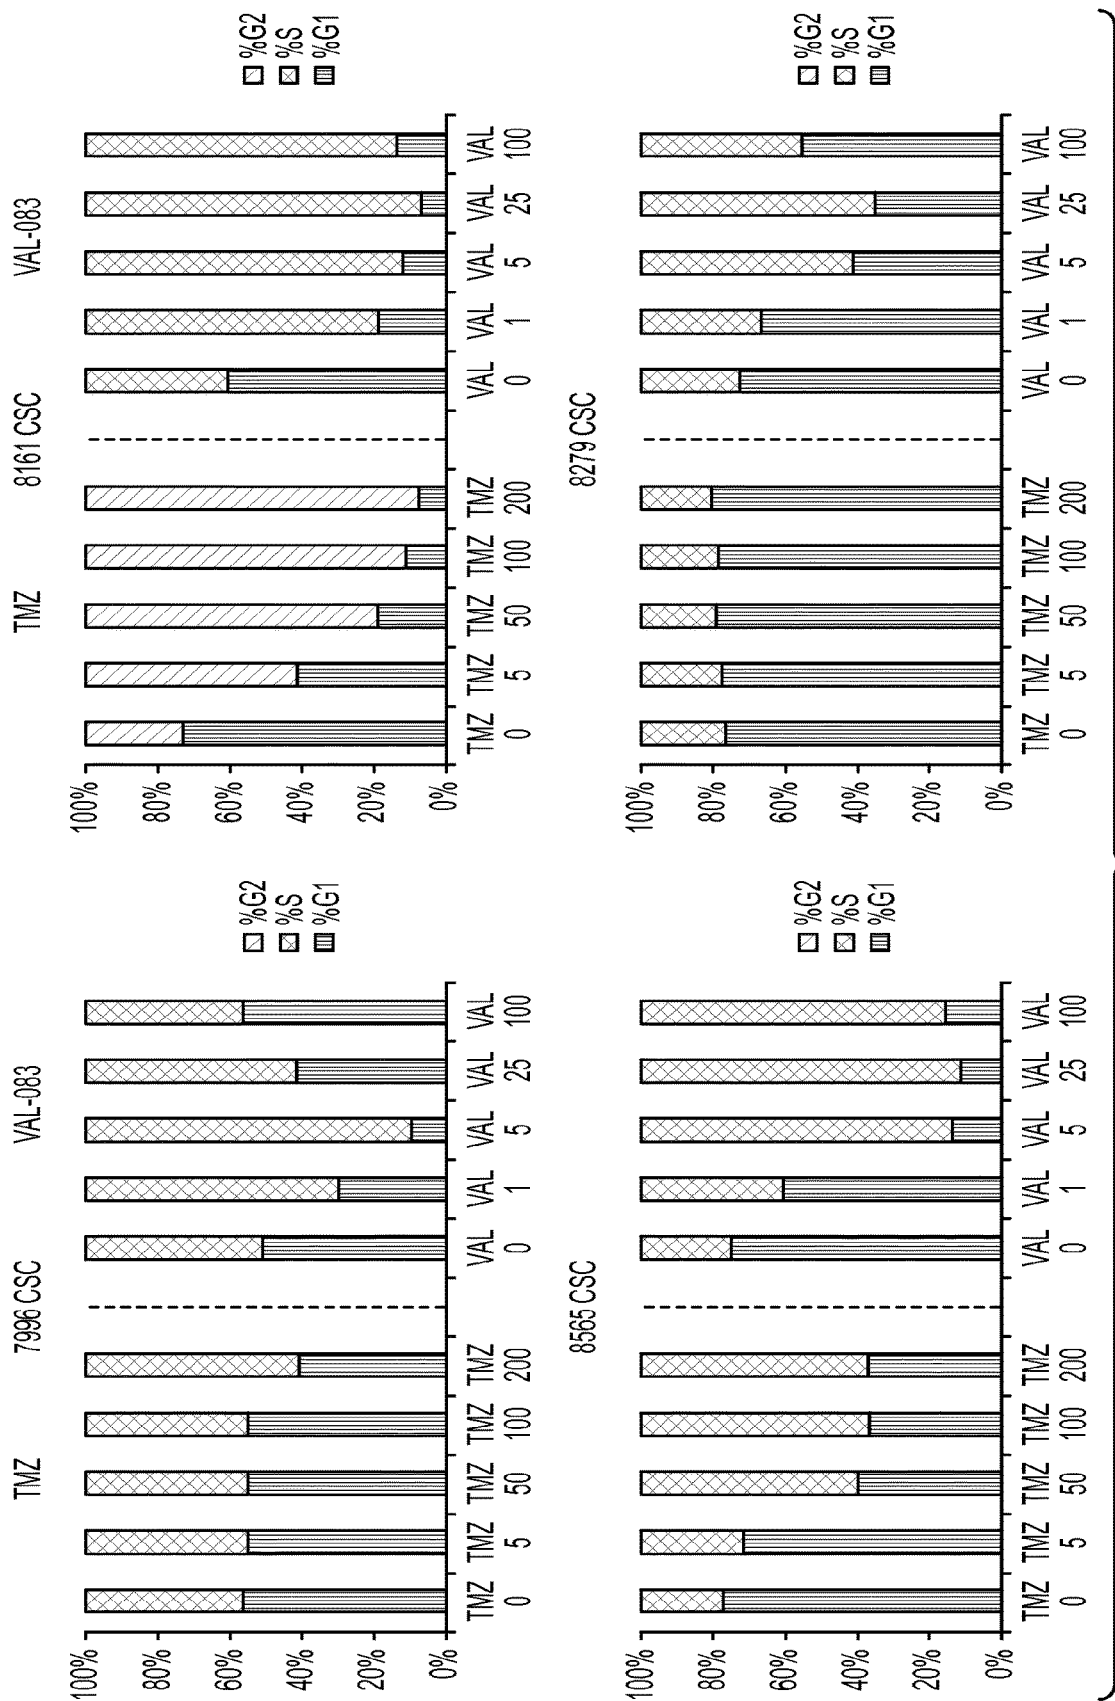 TMZ 7996 CSC VAL-083
100%
80%
60%
40%
20%
0%
TMZ TMZ TMZ TMZ TMZ VAL VAL VAL VAL VAL
0 5 50 100 200 0 1 5 25 100
%G2
%S
%G1
TMZ 8161 CSC VAL-083
100%
80%
60%
40%
20%
0%
TMZ TMZ TMZ TMZ TMZ VAL VAL VAL VAL VAL
0 5 50 100 200 0 1 5 25 100
%G2
%S
%G1
8565 CSC
100%
80%
60%
40%
20%
0%
TMZ TMZ TMZ TMZ TMZ VAL VAL VAL VAL VAL
0 5 50 100 200 0 1 5 25 100
%G2
%S
%G1
8279 CSC
100%
80%
60%
40%
20%
0%
TMZ TMZ TMZ TMZ TMZ VAL VAL VAL VAL VAL
0 5 50 100 200 0 1 5 25 100
%G2
%S
%G1